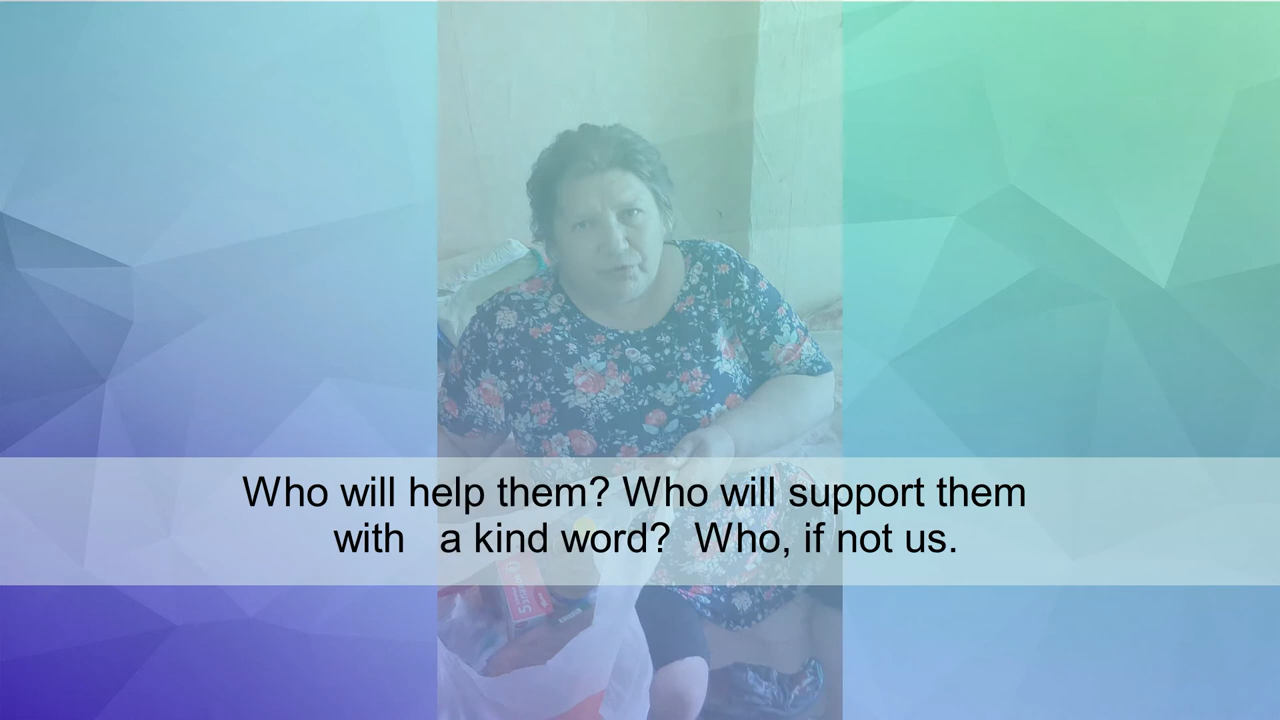 Who will help them? Who will support them
with   a kind word?  Who, if not us.